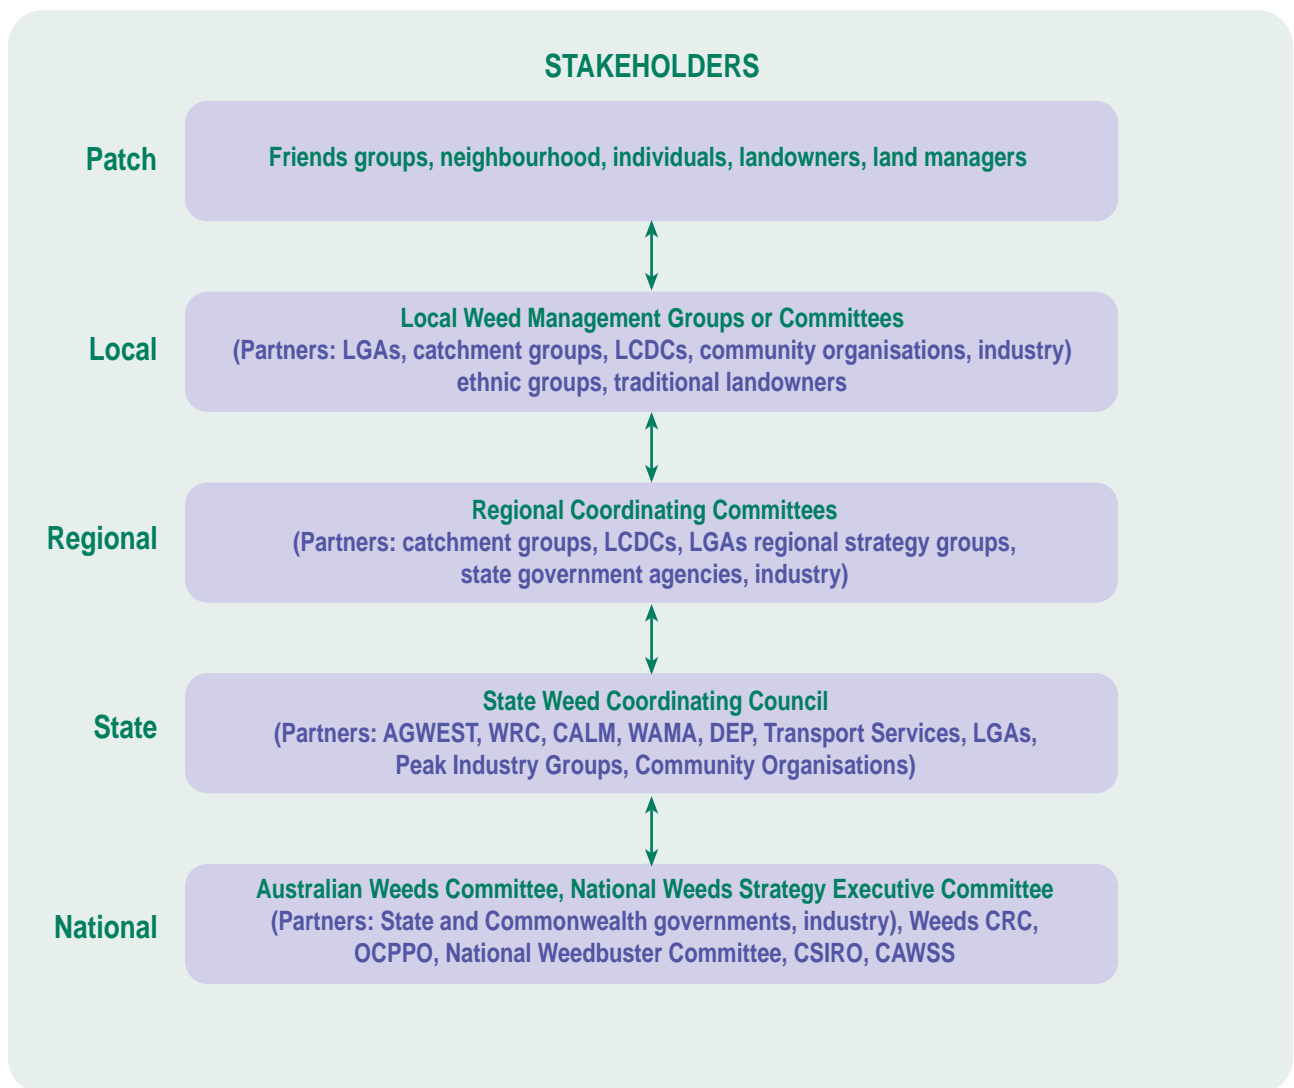 STAKEHOLDERS
Patch
Friends groups, neighbourhood, individuals, landowners, land managers
Local
Local Weed Management Groups or Committees
(Partners: LGAs, catchment groups, LCDCs, community organisations, industry)
ethnic groups, traditional landowners
Regional
Regional Coordinating Committees
(Partners: catchment groups, LCDCs, LGAs regional strategy groups,
state government agencies, industry)
State
State Weed Coordinating Council
(Partners: AGWEST, WRC, CALM, WAMA, DEP, Transport Services, LGAs,
Peak Industry Groups, Community Organisations)
National
Australian Weeds Committee, National Weeds Strategy Executive Committee
(Partners: State and Commonwealth governments, industry), Weeds CRC,
OCPPO, National Weedbuster Committee, CSIRO, CAWSS